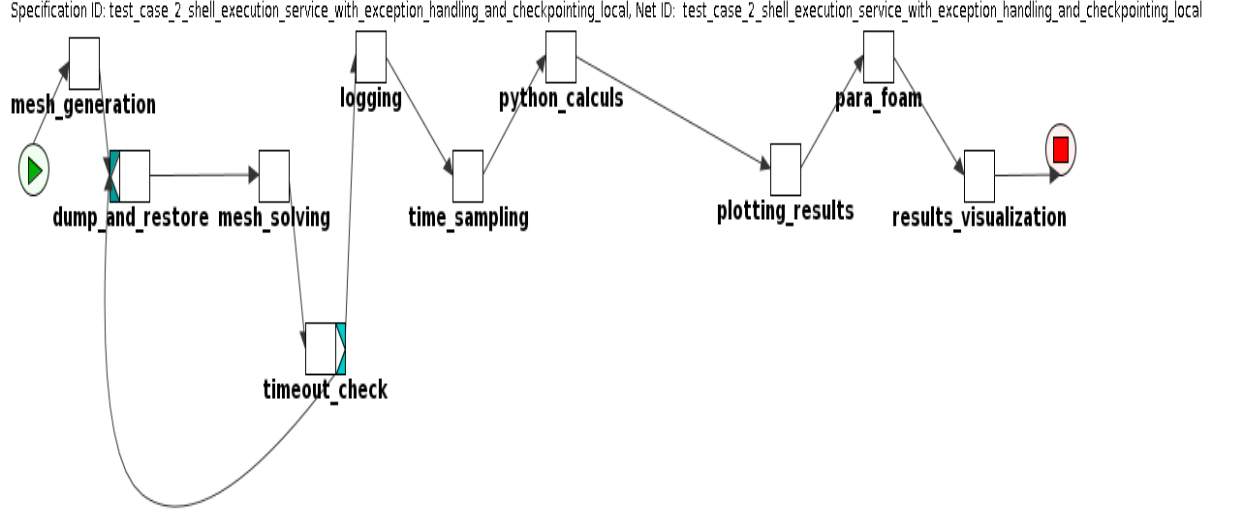 Specification ID: test_case_2_shell_execution_service_with_exception_handling_and_checkpointing_local, Net ID: test_case_2_shell_execution_service_with_exception_handling_and_checkpointing_local
mesh_generation
logging
python_calculs
para_foam
dump_and_restore
mesh_solving
time_sampling
plotting_results
results_visualization
timeout_check